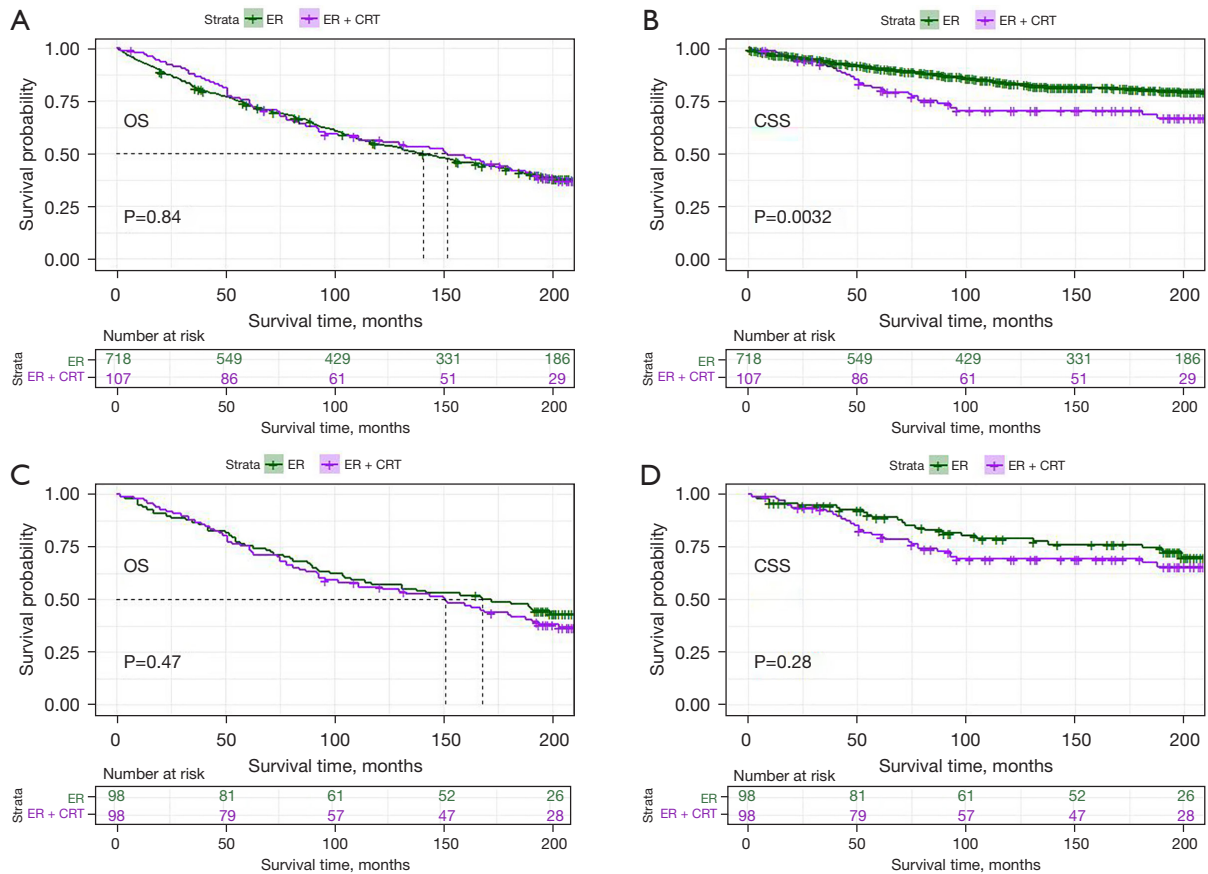 A
Strata ER ER + CRT
Survival probability
1.00
0.75
0.50
0.25
0.00
OS
P=0.84
0 50 100 150 200
Survival time, months
Number at risk
Strata
ER 718 549 429 331 186
ER + CRT 107 86 61 51 29
0 50 100 150 200
Survival time, months
B
Strata ER ER + CRT
Survival probability
1.00
0.75
0.50
0.25
0.00
CSS
P=0.0032
0 50 100 150 200
Survival time, months
Number at risk
Strata
ER 718 549 429 331 186
ER + CRT 107 86 61 51 29
0 50 100 150 200
Survival time, months
C
Strata ER ER + CRT
Survival probability
1.00
0.75
0.50
0.25
0.00
OS
P=0.47
0 50 100 150 200
Survival time, months
Number at risk
Strata
ER 98 81 61 52 26
ER + CRT 98 79 57 47 28
0 50 100 150 200
Survival time, months
D
Strata ER ER + CRT
Survival probability
1.00
0.75
0.50
0.25
0.00
CSS
P=0.28
0 50 100 150 200
Survival time, months
Number at risk
Strata
ER 98 81 61 52 26
ER + CRT 98 79 57 47 28
0 50 100 150 200
Survival time, months